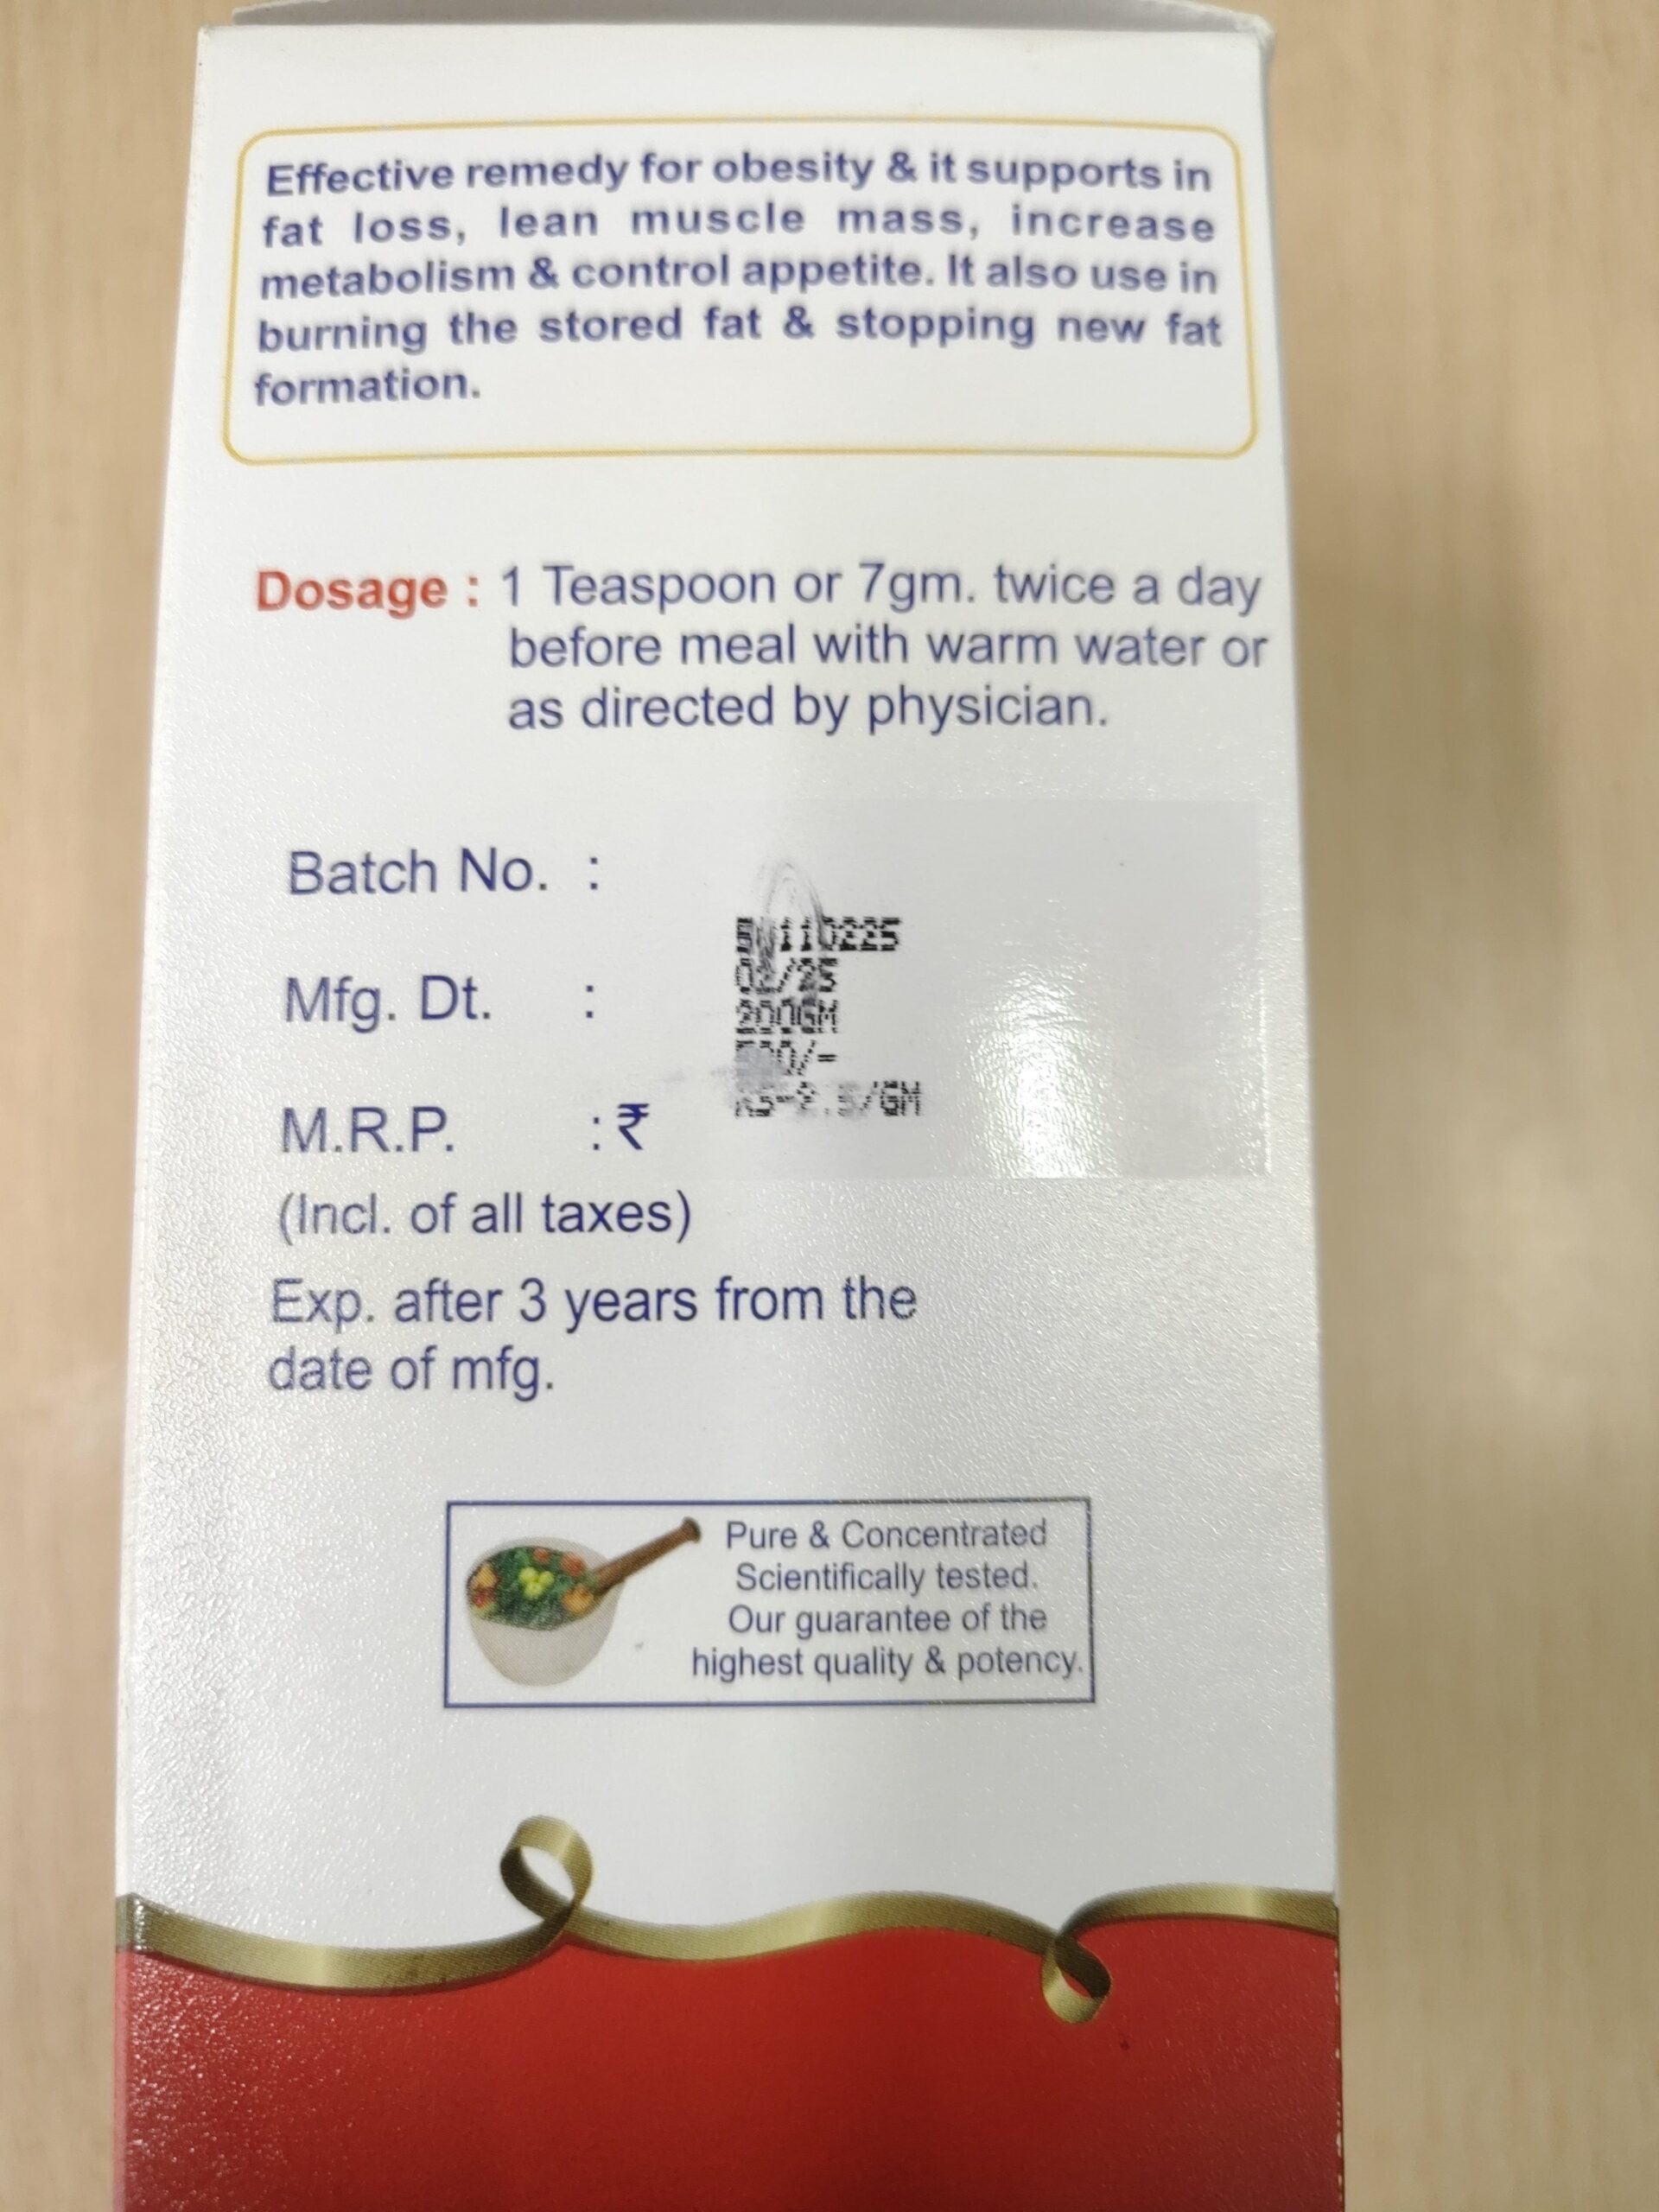 Effective remedy for obesity & it supports in
fat loss, lean muscle mass, increase
metabolism & control appetite. It also use in
burning the stored fat & stopping new fat
formation.
Dosage : 1 Teaspoon or 7gm. twice a day
before meal with warm water or
as directed by physician.
Batch No. :
Mfg. Dt. : 02/25
200GM
M.R.P. : ₹
(Incl. of all taxes)
Exp. after 3 years from the
date of mfg.
Pure & Concentrated
Scientifically tested.
Our guarantee of the
highest quality & potency.